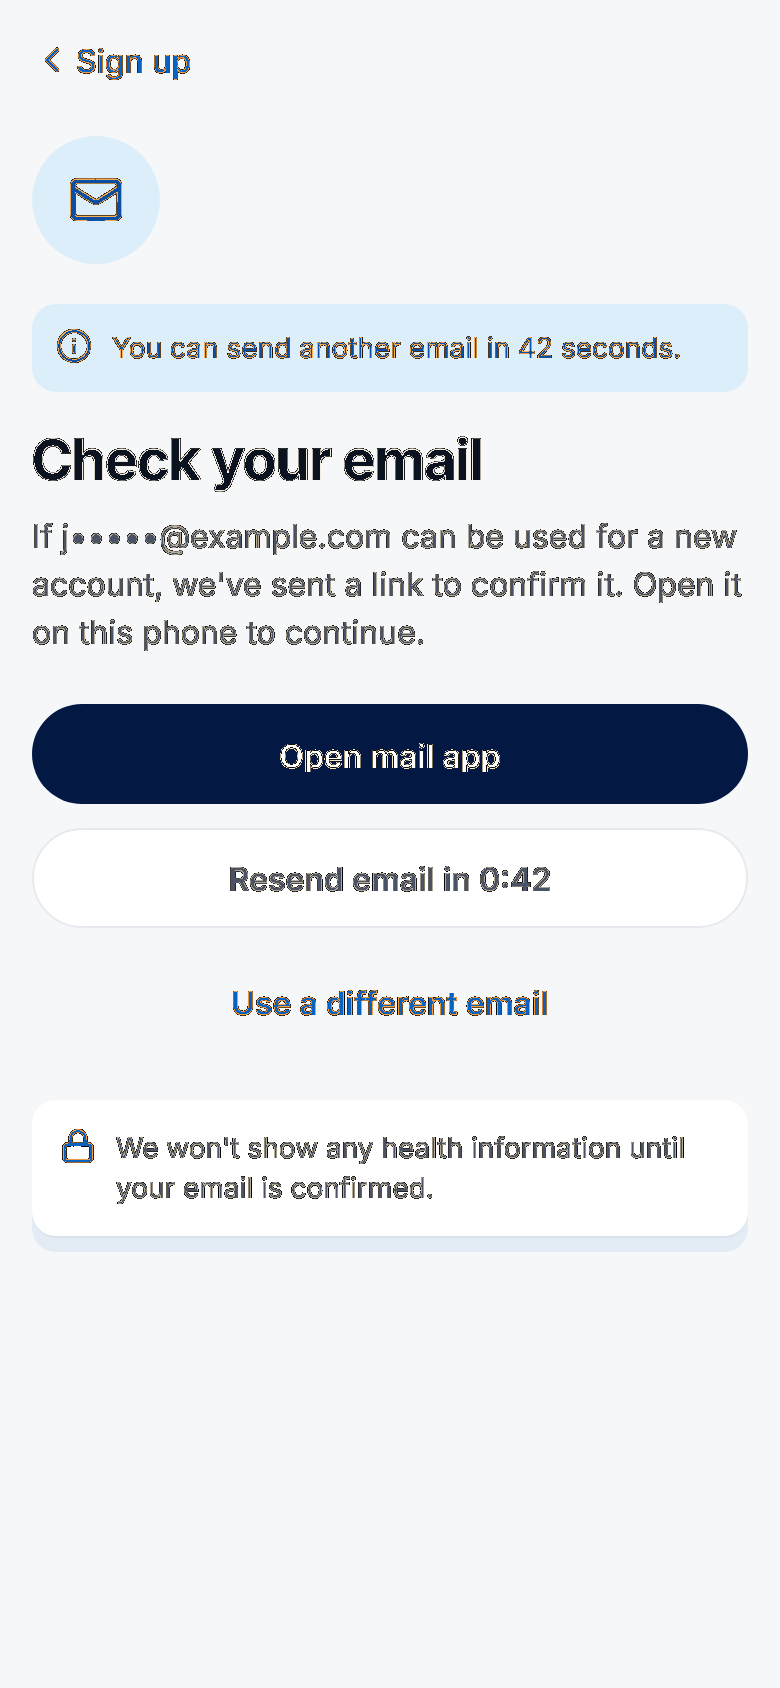 Sign up
You can send another email in 42 seconds.
Check your email
If j•••••@example.com can be used for a new
account, we've sent a link to confirm it. Open it
on this phone to continue.
Open mail app
Resend email in 0:42
Use a different email
We won't show any health information until
your email is confirmed.